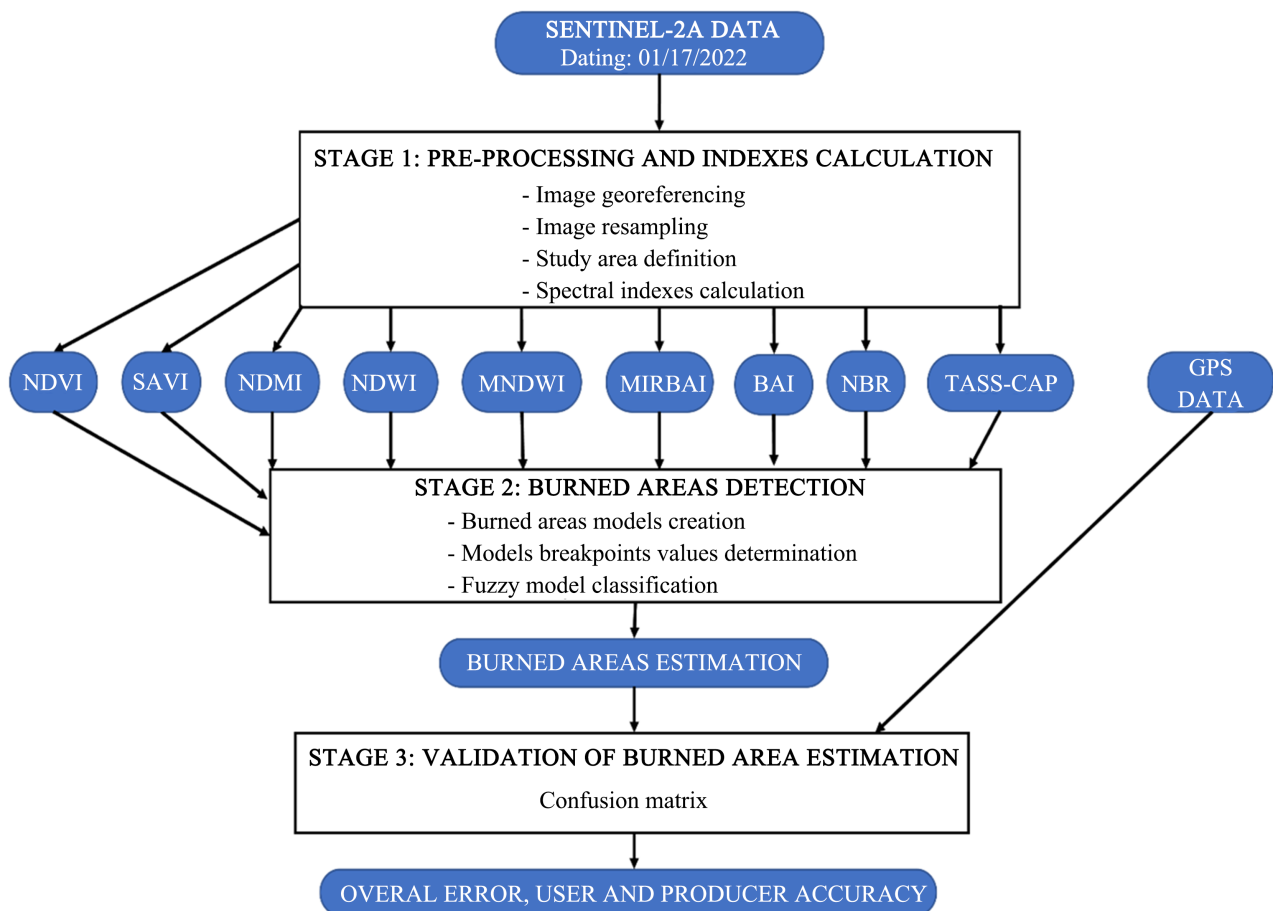 SENTINEL-2A DATA
Dating: 01/17/2022
STAGE 1: PRE-PROCESSING AND INDEXES CALCULATION
- Image georeferencing
- Image resampling
- Study area definition
- Spectral indexes calculation
NDVI
SAVI
NDMI
NDWI
MNDWI
MIRBAI
BAI
NBR
TASS-CAP
GPS
DATA
STAGE 2: BURNED AREAS DETECTION
- Burned areas models creation
- Models breakpoints values determination
- Fuzzy model classification
BURNED AREAS ESTIMATION
STAGE 3: VALIDATION OF BURNED AREA ESTIMATION
Confusion matrix
OVERAL ERROR, USER AND PRODUCER ACCURACY